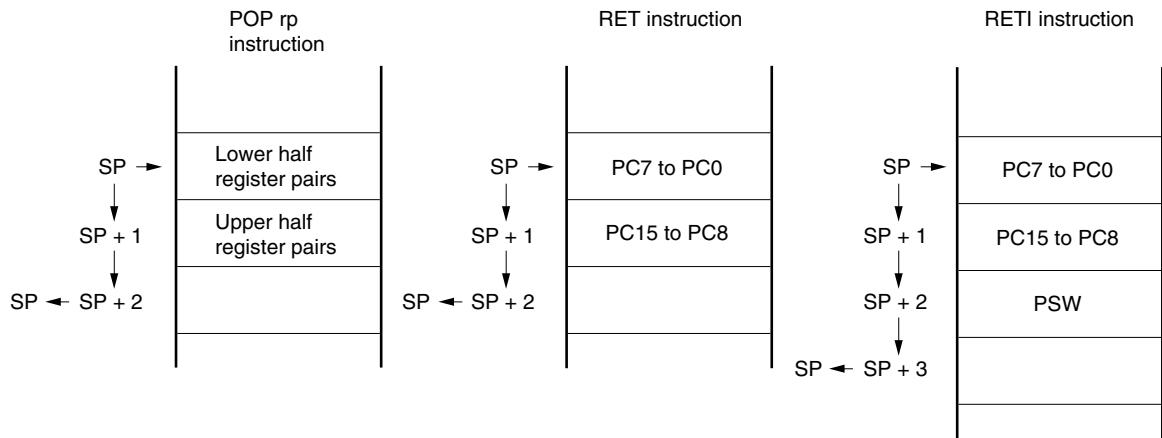 POP rp
instruction
SP
SP + 1
SP
SP + 2
Lower half
register pairs
Upper half
register pairs
RET instruction
SP
SP + 1
SP
SP + 2
PC7 to PC0
PC15 to PC8
RETI instruction
SP
SP + 1
SP + 2
SP
SP + 3
PC7 to PC0
PC15 to PC8
PSW